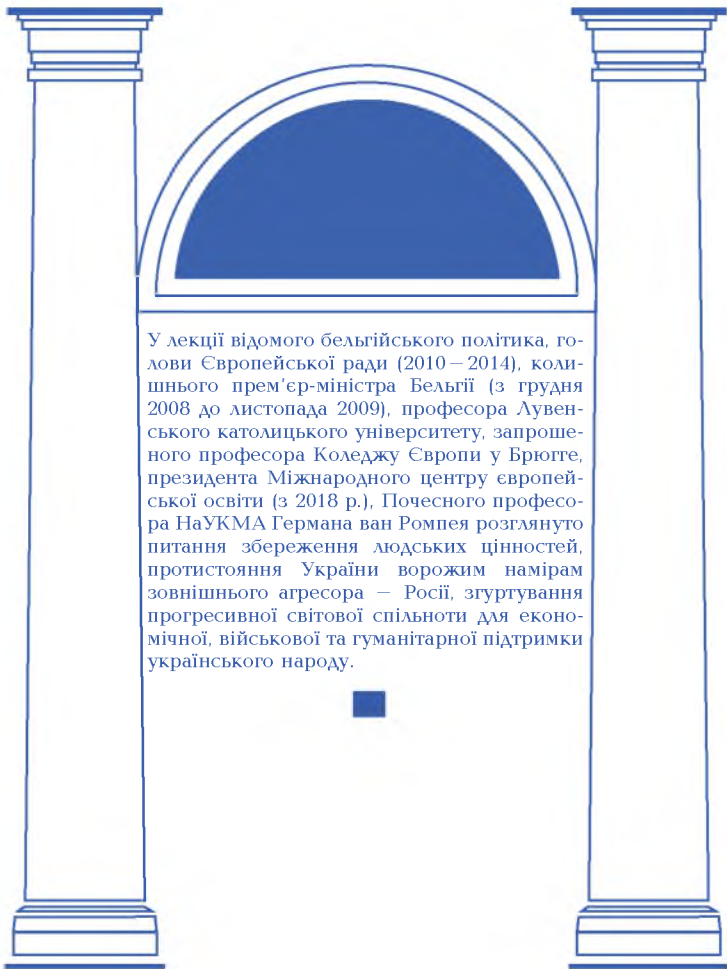 У лекції відомого бельгійського політика, го-
лови Європейської ради (2010 – 2014), коли-
шнього прем’єр-міністра Бельгії (з грудня
2008 до листопада 2009), професора Лувен-
ського католицького університету, запроше-
ного професора Коледжу Європи у Брюгге,
президента Міжнародного центру європей-
ської освіти (з 2018 р.), Почесного професо-
ра НаУКМА Германа ван Ромпея розглянуто
питання збереження людських цінностей,
протистояння України ворожим намірам
зовнішнього агресора – Росії, згуртування
прогресивної світової спільноти для еконо-
мічної, військової та гуманітарної підтримки
українського народу.